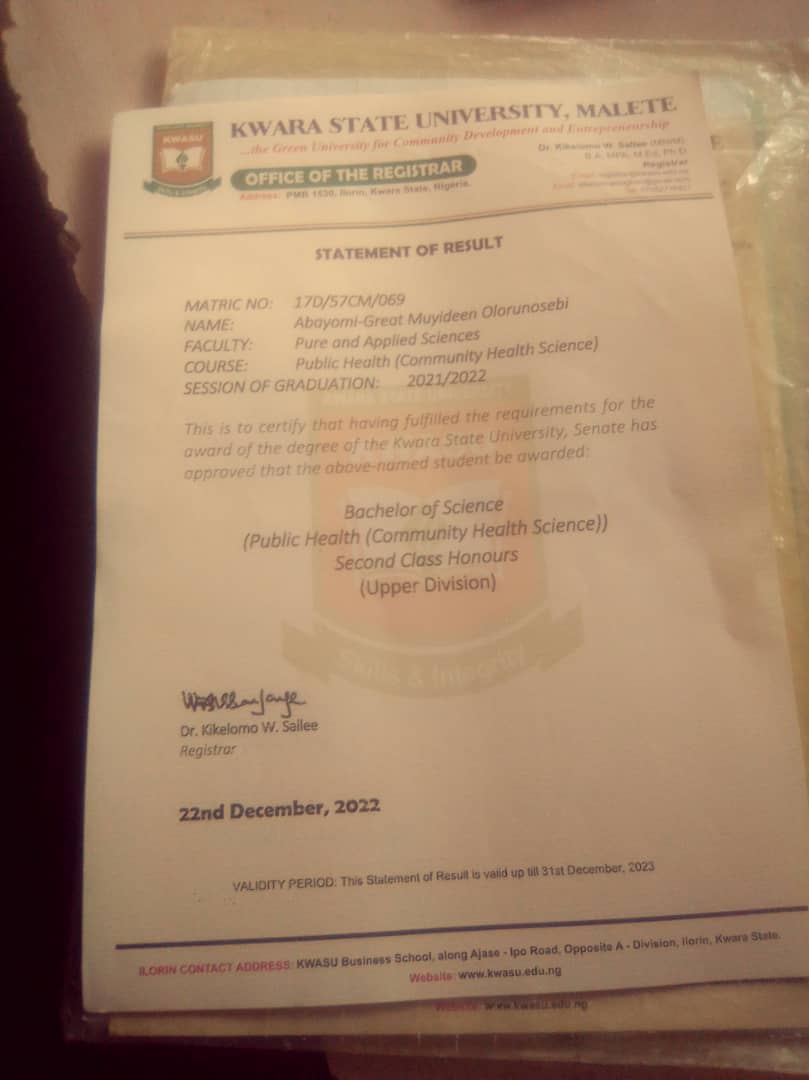 KWASU
Skills & Integrity
KWARA STATE UNIVERSITY, MALETE
...the Green University for Community Development and Entrepreneurship
OFFICE OF THE REGISTRAR
Address: PMB 1530, Ilorin, Kwara State, Nigeria.
Dr. Kikelomo W. Sallee
B.A, MPA, M.Ed, Ph.D
Registrar
STATEMENT OF RESULT
MATRIC NO: 17D/57CM/069
NAME: Abayomi-Great Muyideen Olorunosebi
FACULTY: Pure and Applied Sciences
COURSE: Public Health (Community Health Science)
SESSION OF GRADUATION: 2021/2022
This is to certify that having fulfilled the requirements for the
award of the degree of the Kwara State University, Senate has
approved that the above-named student be awarded:
Bachelor of Science
(Public Health (Community Health Science))
Second Class Honours
(Upper Division)
Skills & Integrity
Dr. Kikelomo W. Sallee
Registrar
22nd December, 2022
VALIDITY PERIOD: This Statement of Result is valid up till 31st December, 2023
ILORIN CONTACT ADDRESS: KWASU Business School, along Ajase - Ipo Road, Opposite A - Division, Ilorin, Kwara State.
Website: www.kwasu.edu.ng
Website: www.kwasu.edu.ng